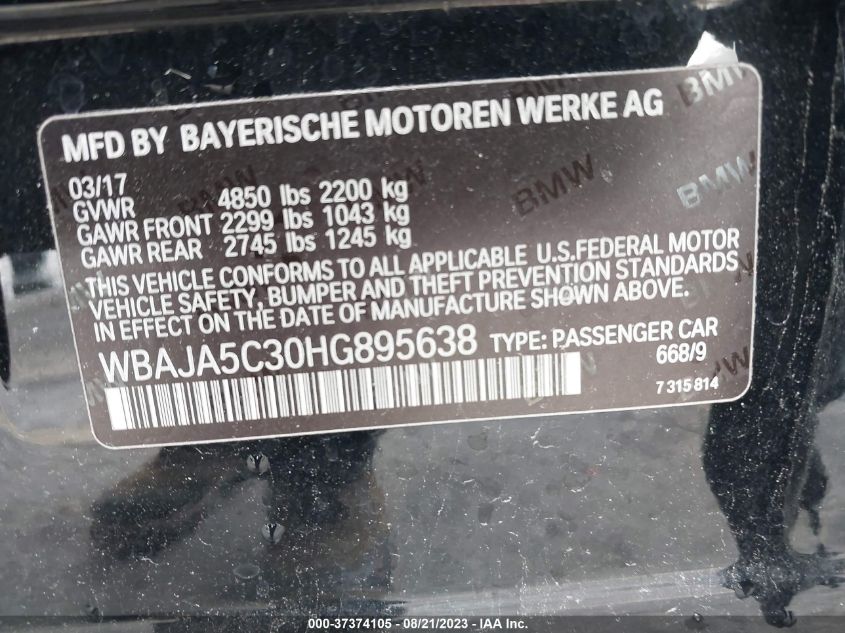 MFD BY BAYERISCHE MOTOREN WERKE AG
BMW
03/17
GVWR 4850 lbs 2200 kg
GAWR FRONT 2299 lbs 1043 kg
GAWR REAR 2745 lbs 1245 kg
BMW
BMW
THIS VEHICLE CONFORMS TO ALL APPLICABLE U.S.FEDERAL MOTOR
VEHICLE SAFETY, BUMPER AND THEFT PREVENTION STANDARDS
IN EFFECT ON THE DATE OF MANUFACTURE SHOWN ABOVE.
WBAJA5C30HG895638 TYPE: PASSENGER CAR
668/9
7 315 814
000-37374105 - 08/21/2023 - © IAA Inc.